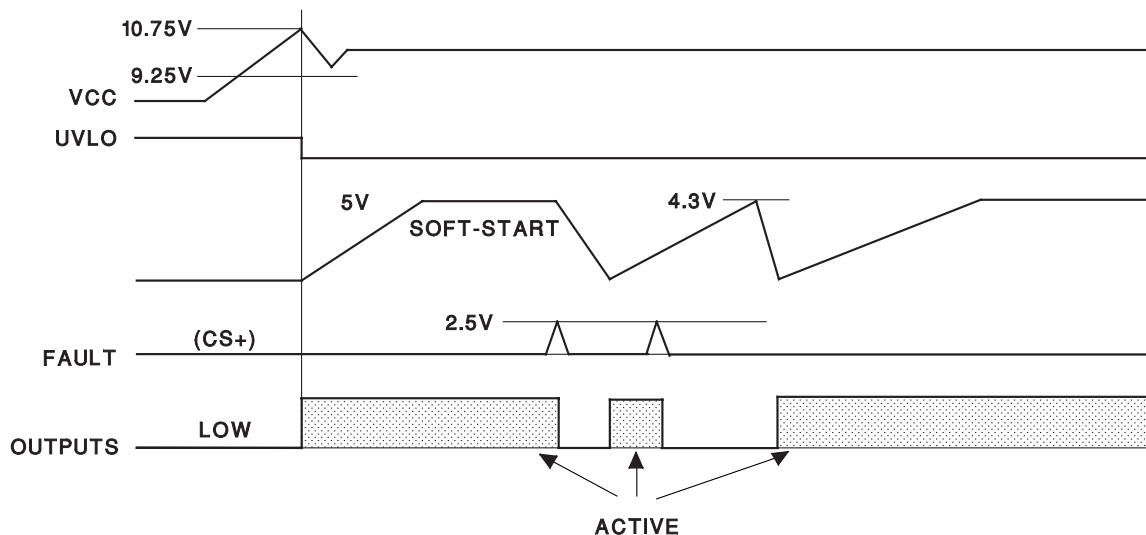 10.75V
9.25V
VCC
UVLO
5V
4.3V
SOFT-START
2.5V
(CS+)
FAULT
LOW
OUTPUTS
ACTIVE